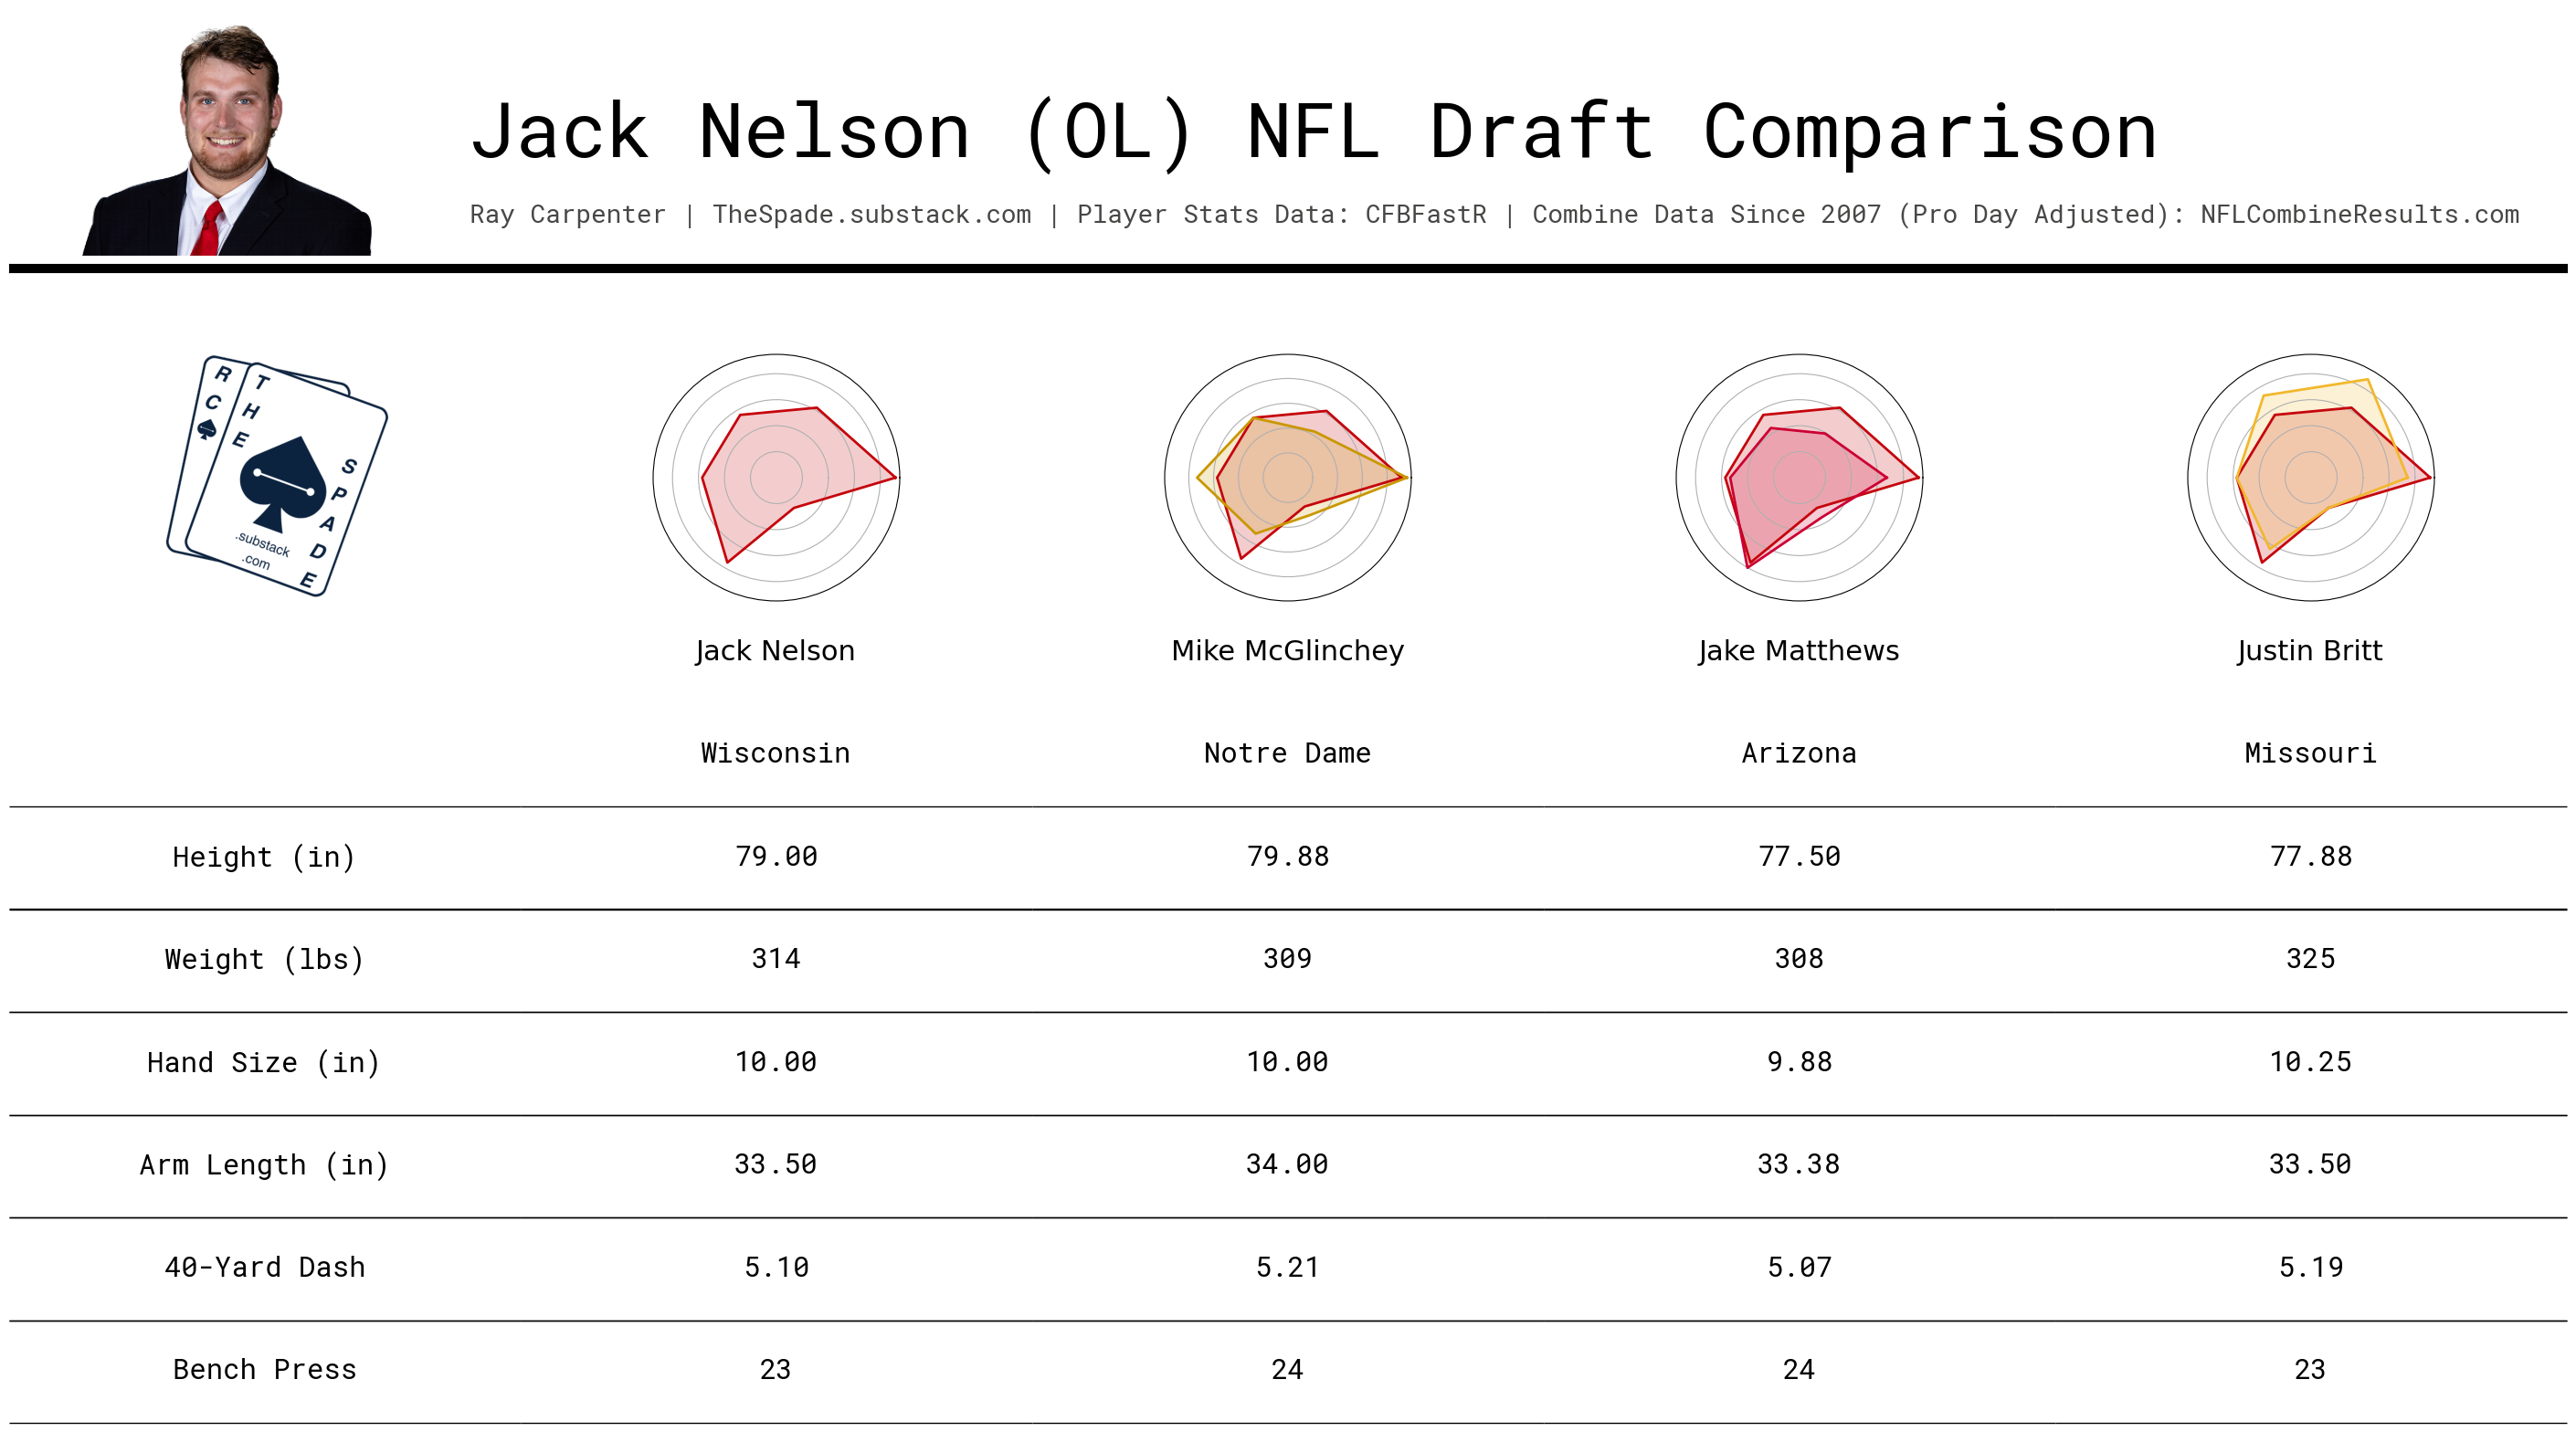 Jack Nelson (OL) NFL Draft Comparison
Ray Carpenter | TheSpade.substack.com | Player Stats Data: CFBFastR | Combine Data Since 2007 (Pro Day Adjusted): NFLCombineResults.com
RC
THE
SPADE
.substack
.com
Jack Nelson Mike McGlinchey Jake Matthews Justin Britt
Wisconsin Notre Dame Arizona Missouri
Height (in) 79.00 79.88 77.50 77.88
Weight (lbs) 314 309 308 325
Hand Size (in) 10.00 10.00 9.88 10.25
Arm Length (in) 33.50 34.00 33.38 33.50
40-Yard Dash 5.10 5.21 5.07 5.19
Bench Press 23 24 24 23